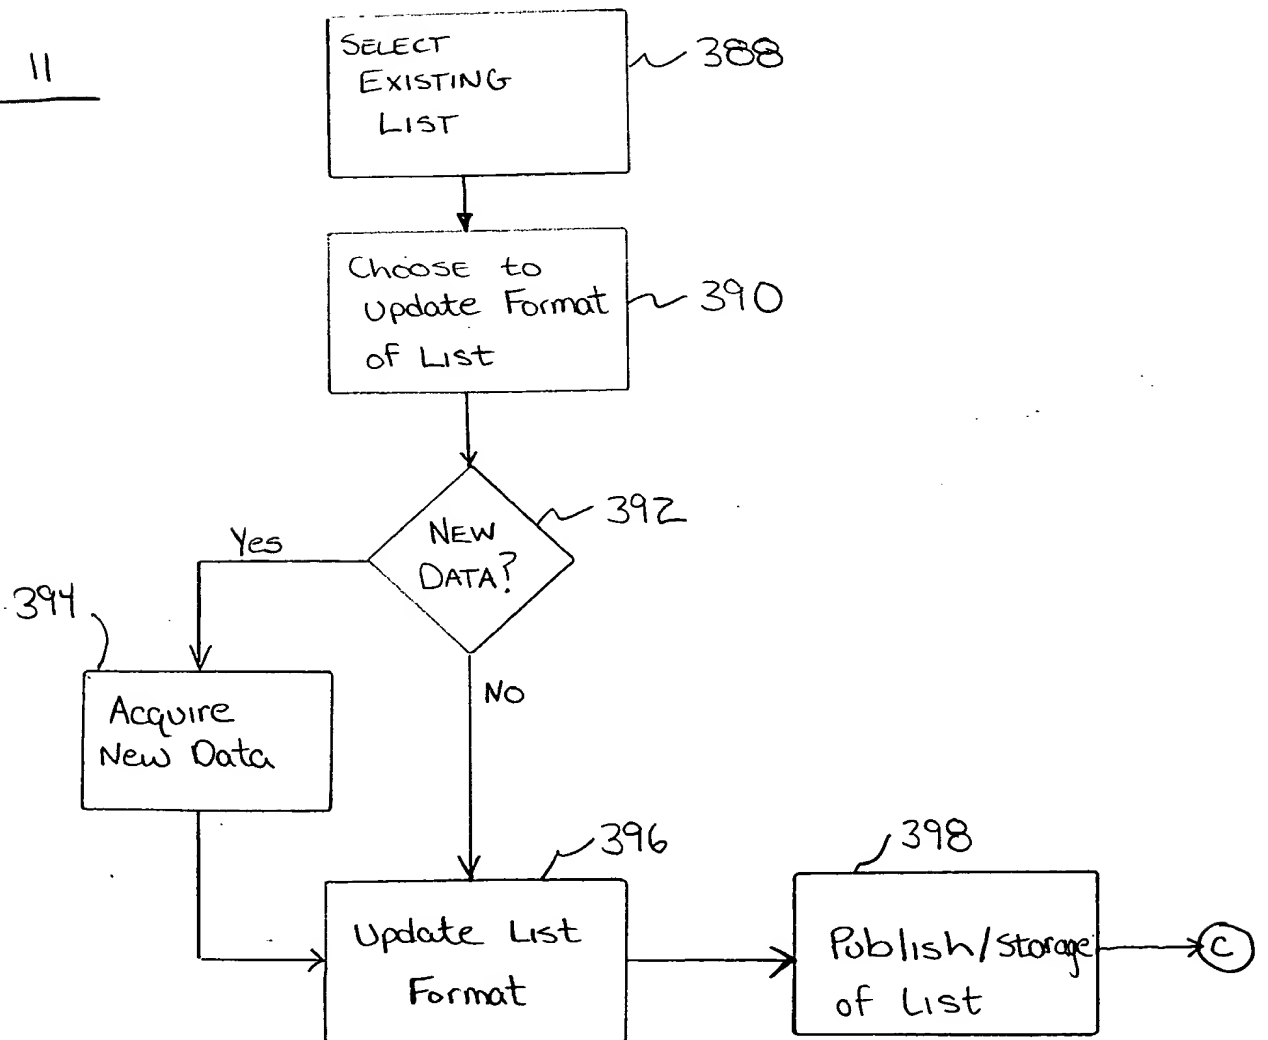 11
SELECT
EXISTING
LIST
388
Choose to
Update Format
of List
390
NEW
DATA?
392
Yes
394
Acquire
New Data
NO
396
Update List
Format
398
Publish/Storage
of List
C